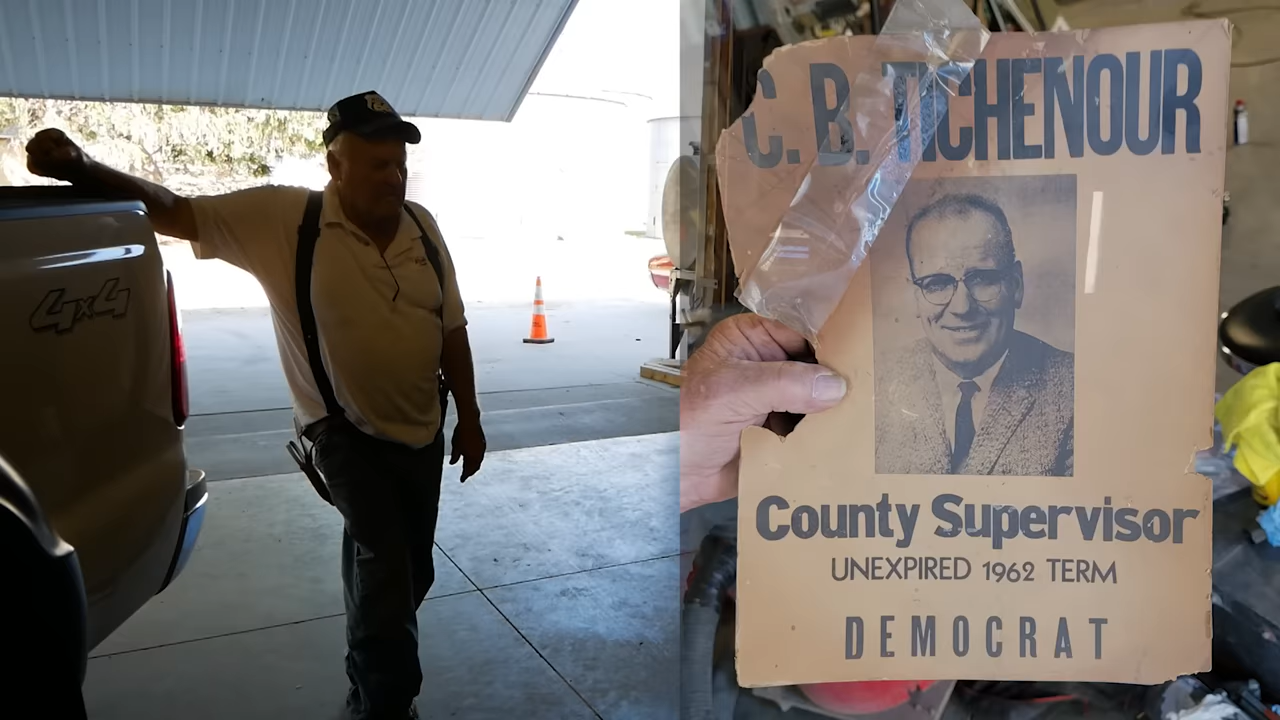 4x4
C. B. TICHENOUR
County Supervisor
UNEXPIRED 1962 TERM
DEMOCRAT